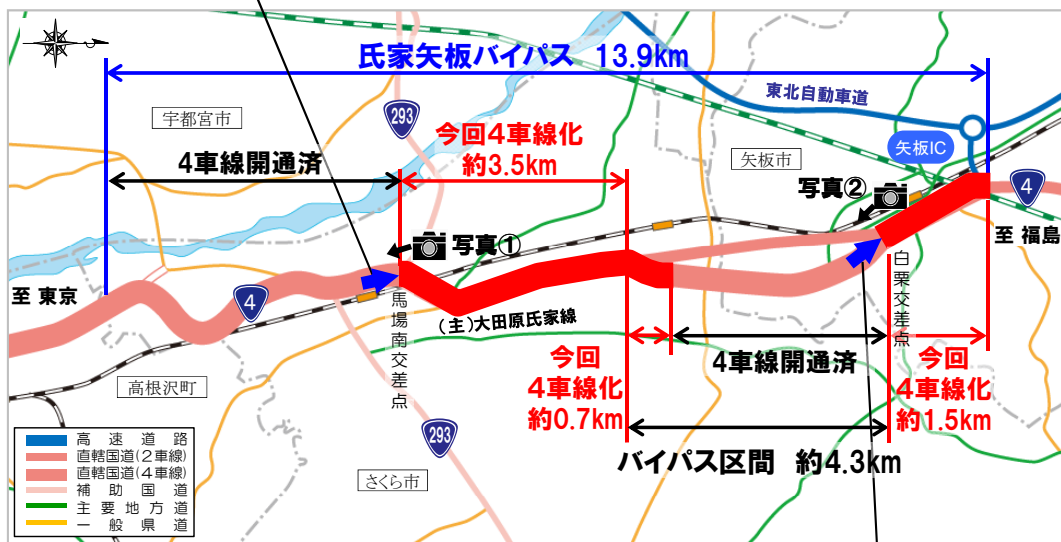 氏家矢板バイパス 13.9km
東北自動車道
宇都宮市
293
今回4車線化
約3.5km
矢板市
矢板IC
4車線開通済
写真②
4
至 福島
写真①
至 東京
4
馬場南交差点
(主)大田原氏家線
白栗交差点
今回
4車線化
約0.7km
4車線開通済
今回
4車線化
約1.5km
高根沢町
293
さくら市
バイパス区間 約4.3km
高速道路
直轄国道(2車線)
直轄国道(4車線)
補助国道
主要地方道
一般県道